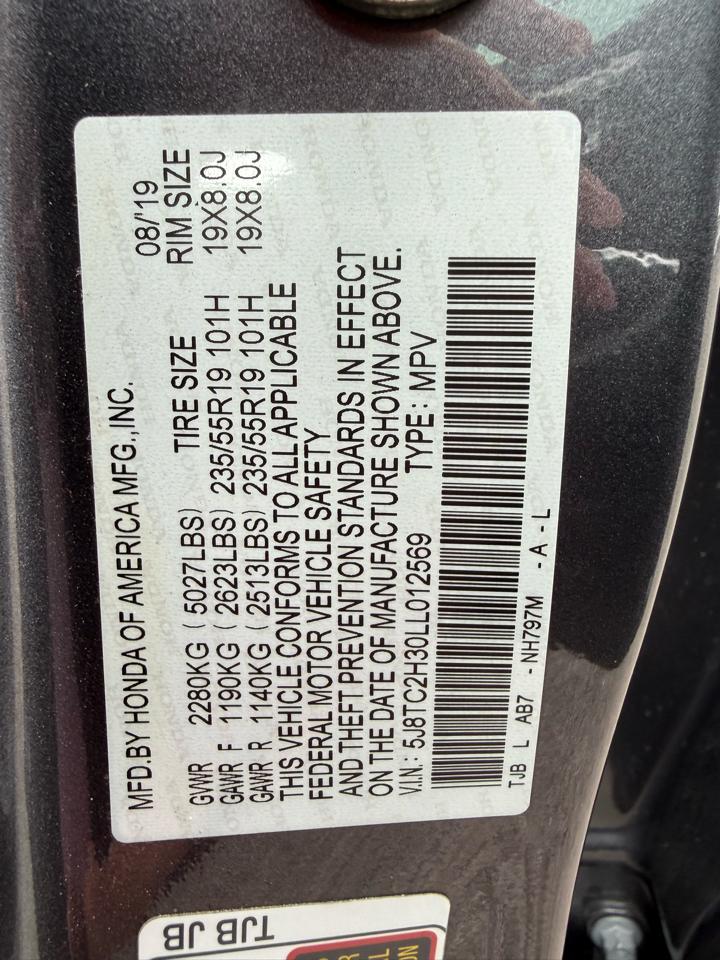 MFD. BY HONDA OF AMERICA MFG., INC. 08/'19
GVWR TIRE SIZE RIM SIZE
2280KG ( 5027LBS)
GAWR F 1190KG ( 2623LBS) 235/55R19 101H 19X8.0J
GAWR R 1140KG ( 2513LBS) 235/55R19 101H 19X8.0J
THIS VEHICLE CONFORMS TO ALL APPLICABLE
FEDERAL MOTOR VEHICLE SAFETY
AND THEFT PREVENTION STANDARDS IN EFFECT
ON THE DATE OF MANUFACTURE SHOWN ABOVE.
V.I.N.: 5J8TC2H30LL012569 TYPE: MPV
TJB L AB7 - NH797M - A - L
TJB JB